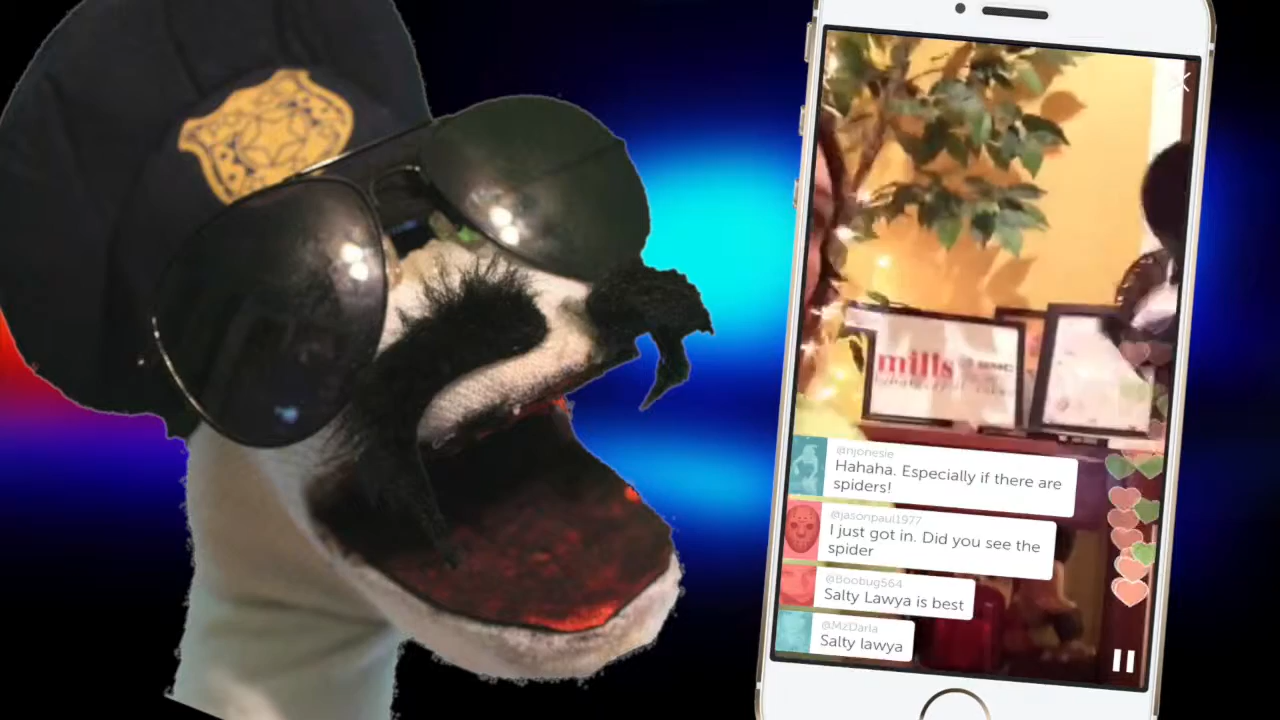 mills
@njonesie
Hahaha. Especially if there are
spiders!
@jasonpaul1977
I just got in. Did you see the
spider
@Boobug564
Salty Lawya is best
@MzDarla
Salty lawya